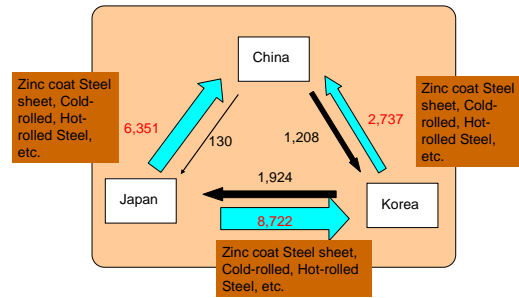 China
Zinc coat Steel
sheet, Cold-
rolled, Hot-
rolled Steel,
etc.
6,351
130
1,208
2,737
Zinc coat Steel
sheet, Cold-
rolled, Hot-
rolled Steel,
etc.
1,924
Japan
Korea
8,722
Zinc coat Steel sheet,
Cold-rolled, Hot-rolled
Steel, etc.